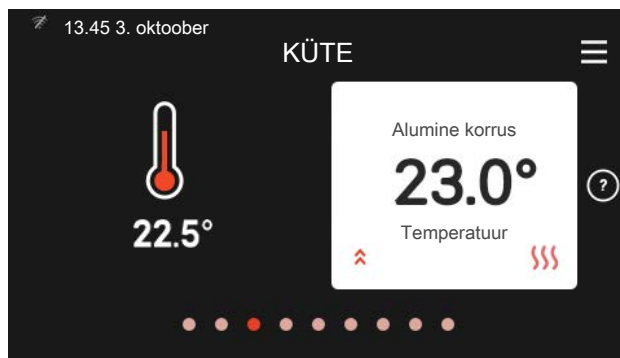 13.45 3. oktoober
KÜTE
Alumine korrus
23.0°
Temperatuur
22.5°
?